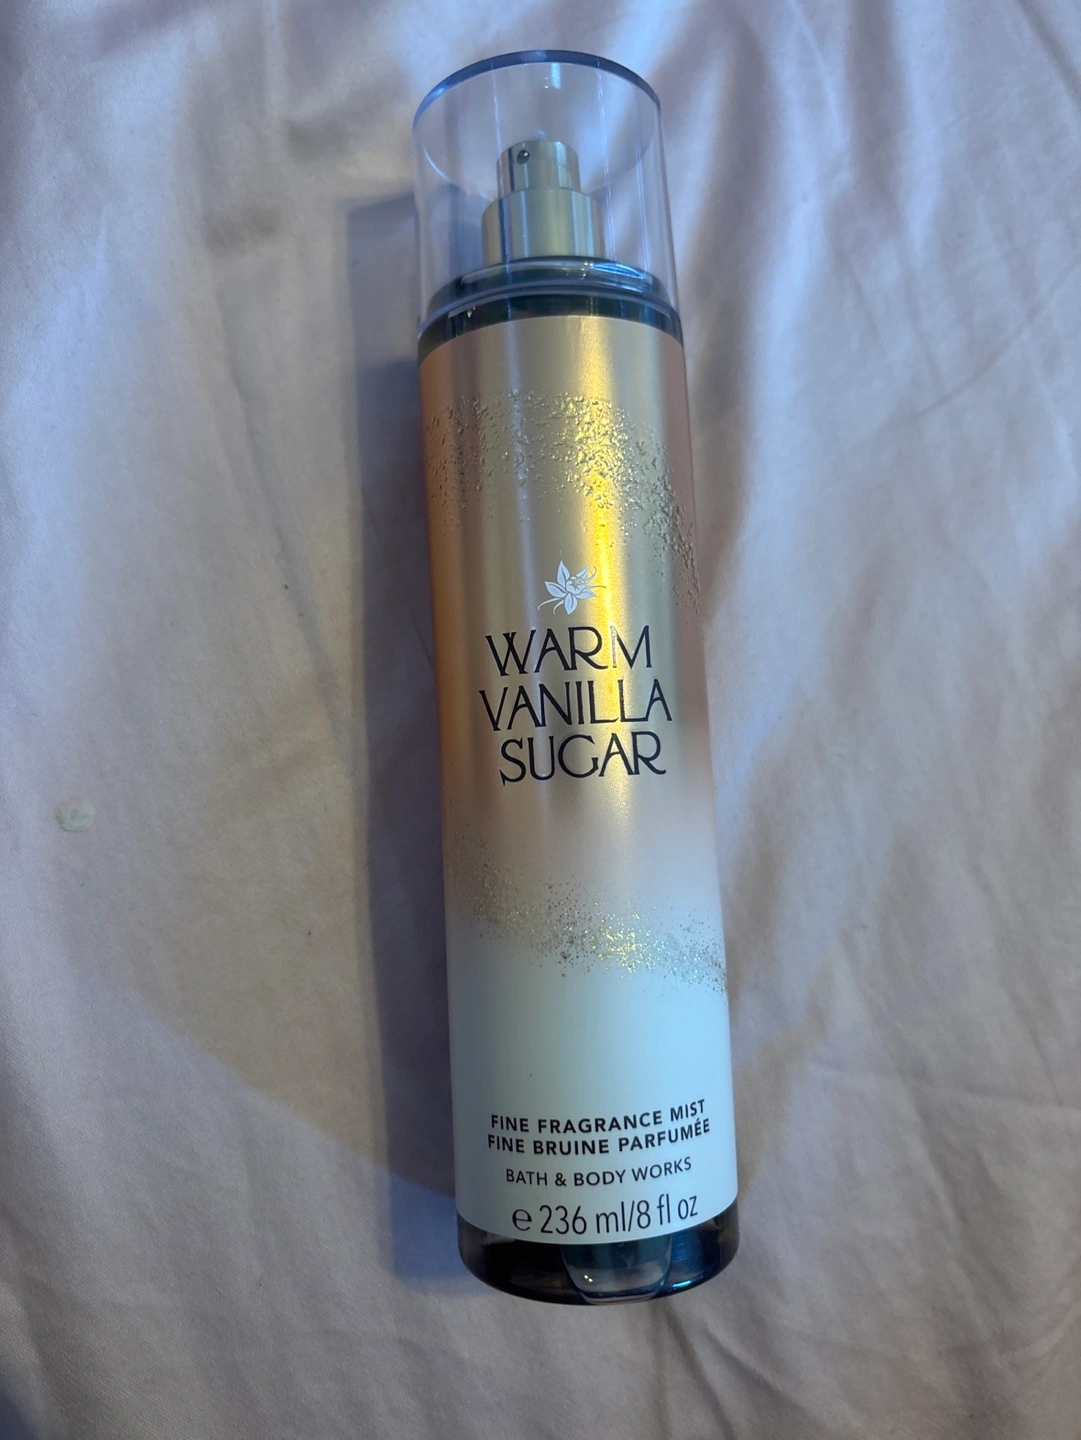 WARM
VANILLA
SUGAR
FINE FRAGRANCE MIST
FINE BRUINE PARFUMÉE
BATH & BODY WORKS
℮ 236 ml/8 fl oz